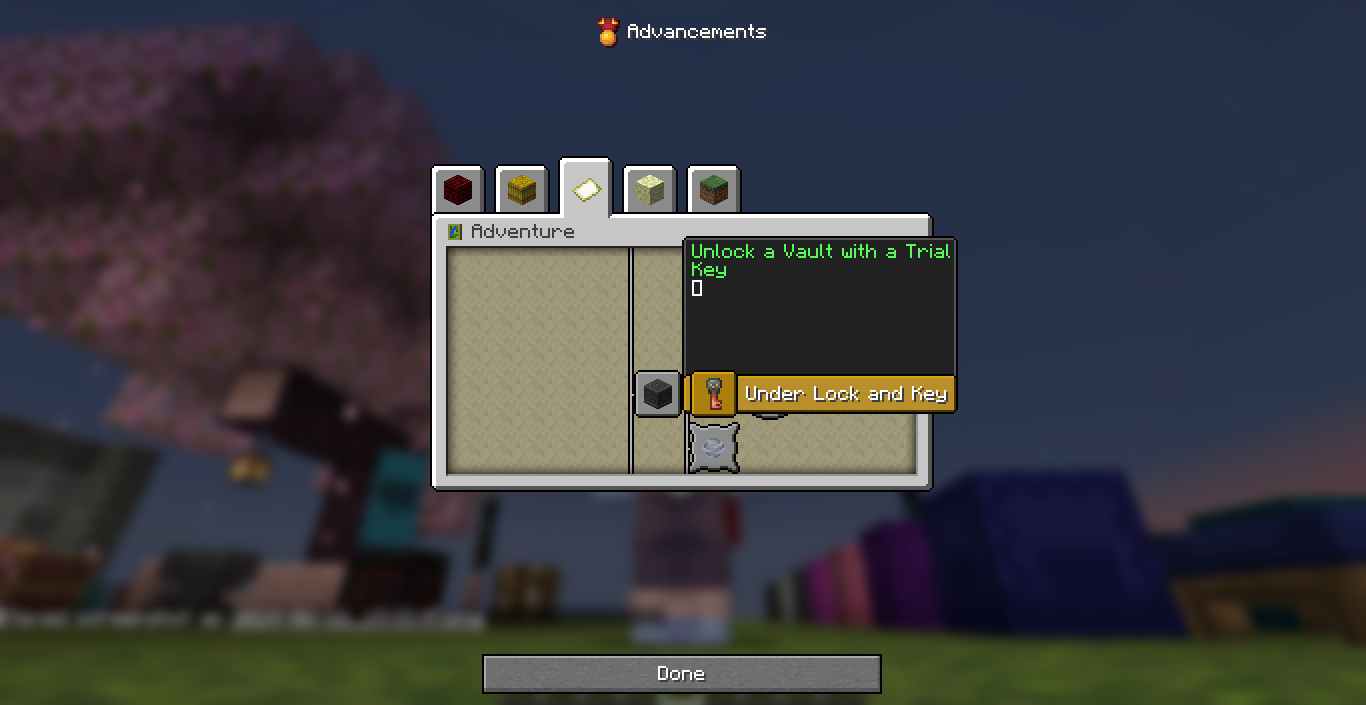 Advancements
Adventure
Unlock a Vault with a Trial
Key
Under Lock and Key
Done